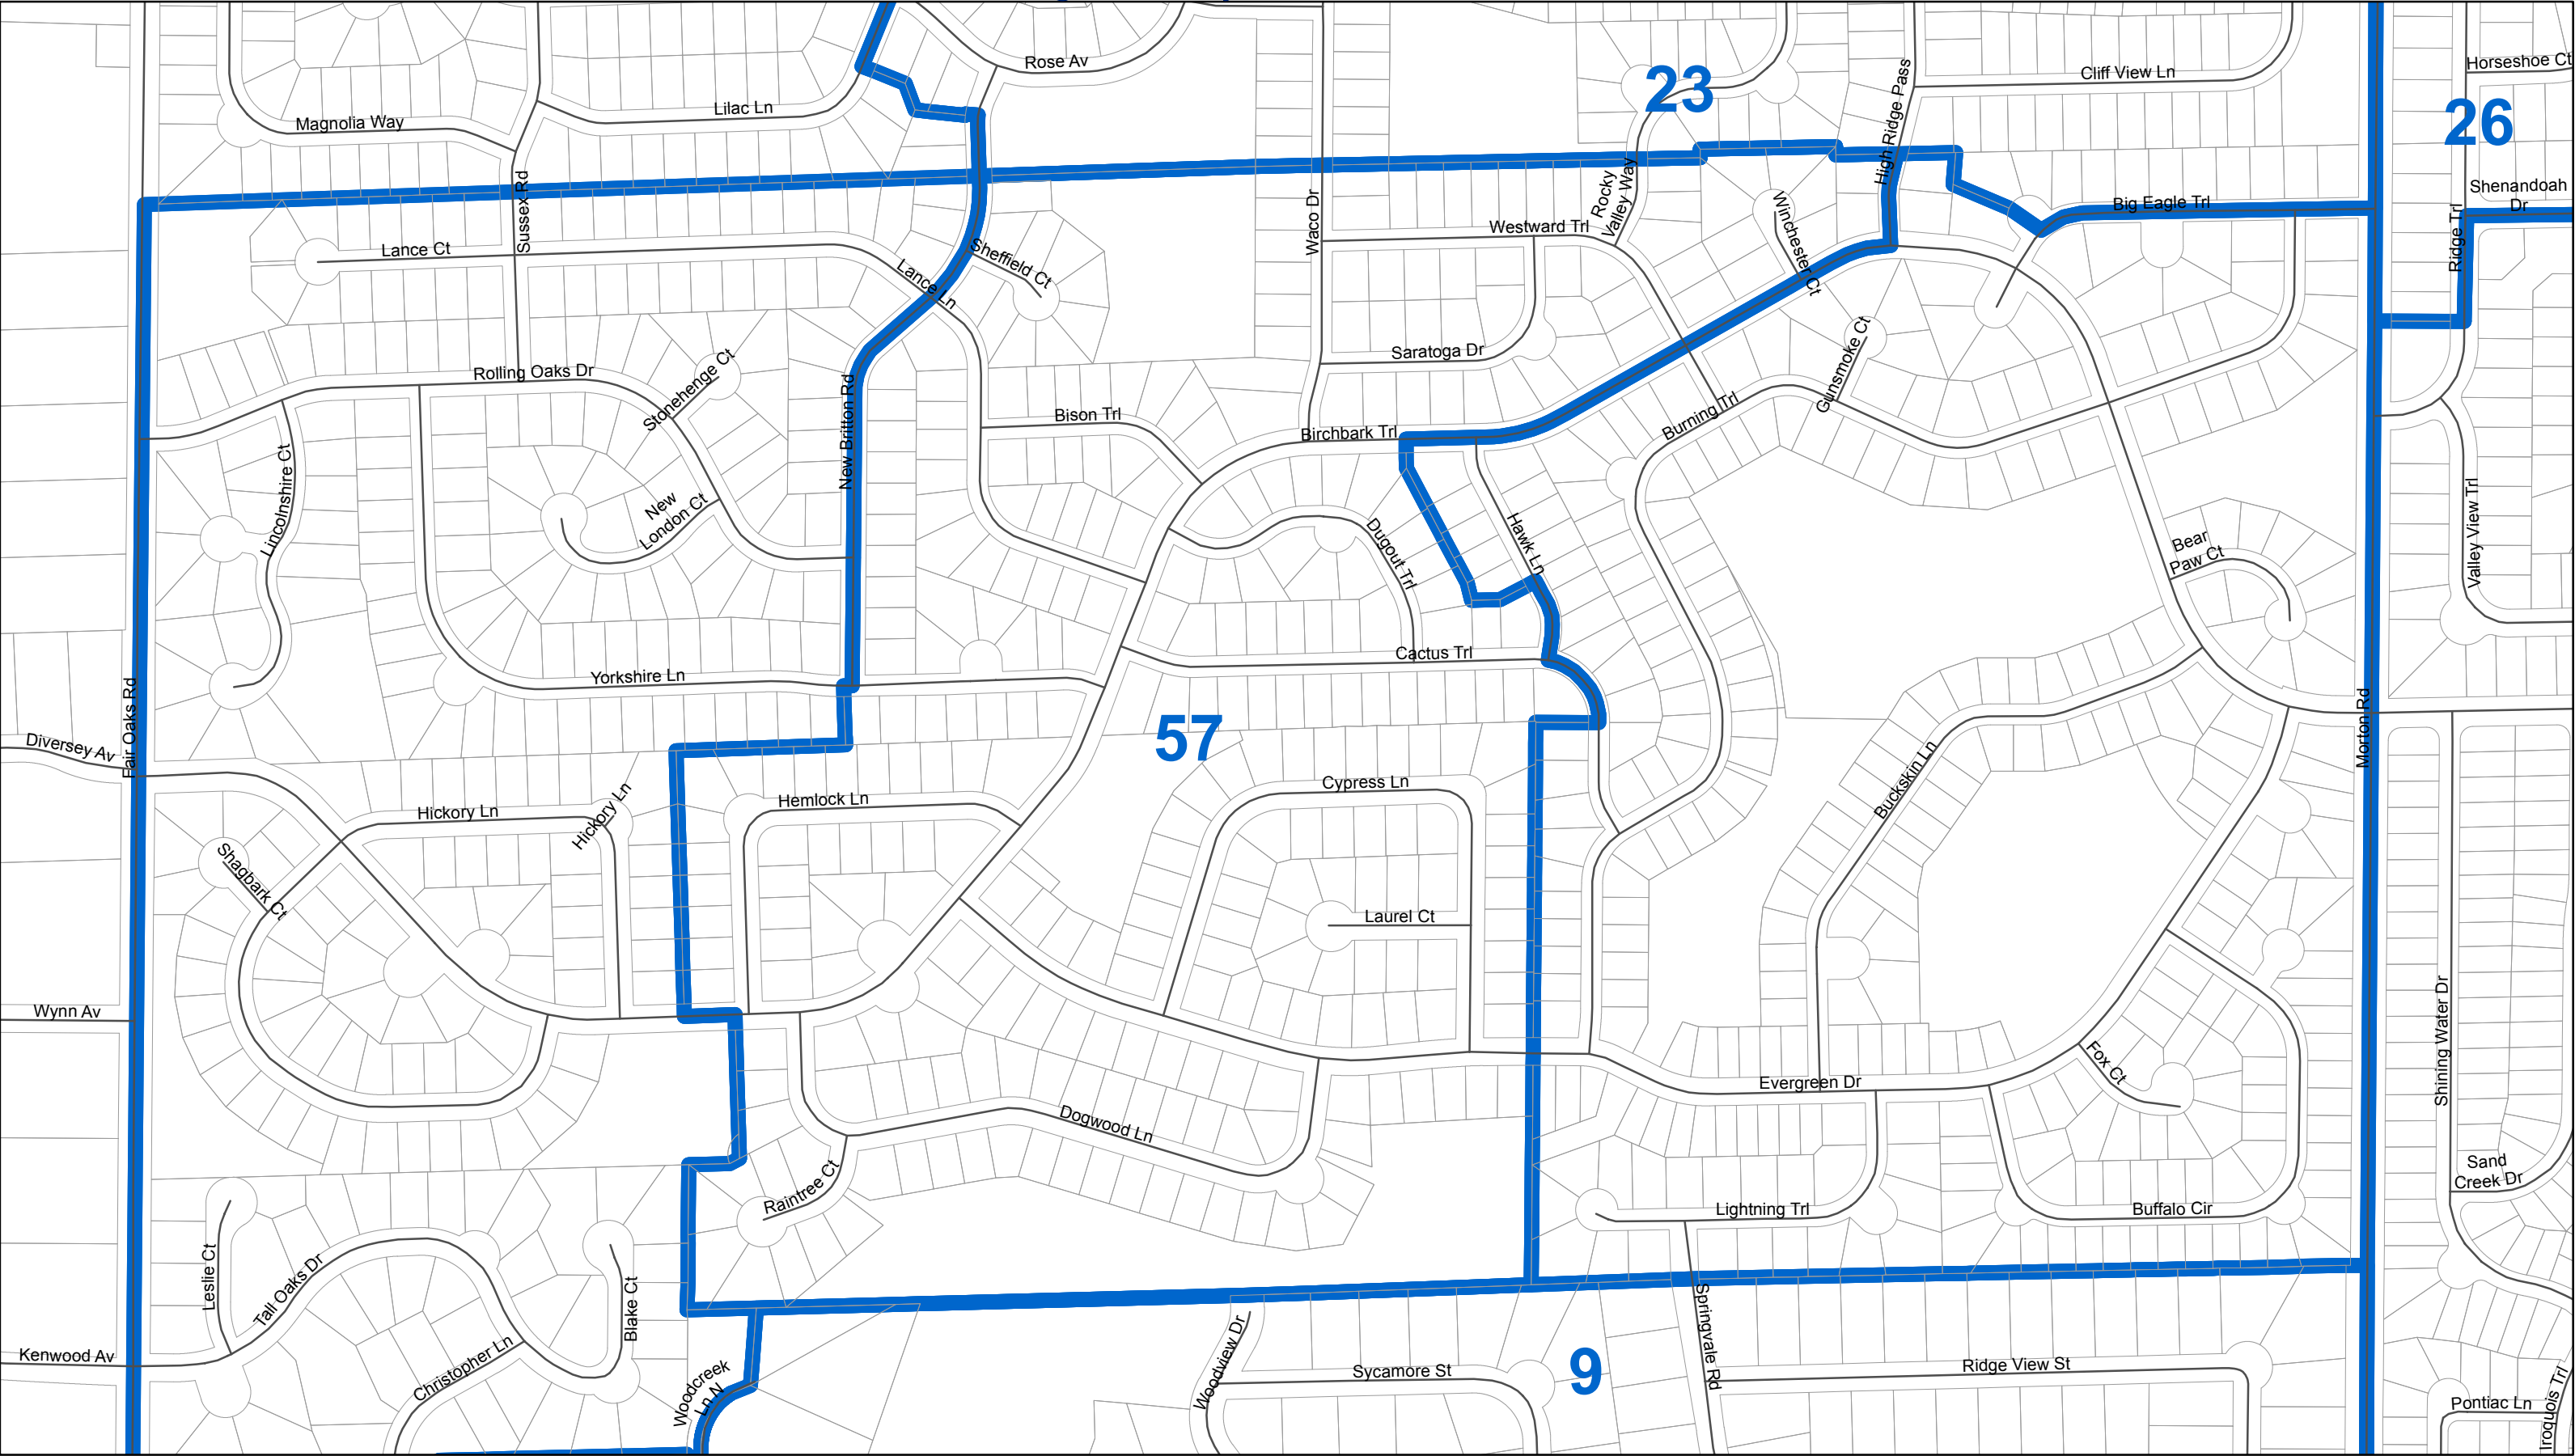 Rose Av
23
Cliff View Ln
Horseshoe Ct
26
Lilac Ln
Magnolia Way
High Ridge Pass
Shenandoah
Dr
Big Eagle Trl
Ridge Trl
Sussex Rd
Waco Dr
Rocky
Valley Way
Winchester Ct
Westward Trl
Lance Ct
Lance Ln
Sheffield Ct
Saratoga Dr
Gunsmoke Ct
Rolling Oaks Dr
Stonehenge Ct
New Britton Rd
Bison Trl
Birchbark Trl
Burning Trl
Lincolnshire Ct
New
London Ct
Dugout Trl
Hawk Ln
Bear
Paw Ct
Valley View Trl
Yorkshire Ln
Cactus Trl
Fair Oaks Rd
Morton Rd
57
Diversey Av
Hickory Ln
Hickory Ln
Hemlock Ln
Cypress Ln
Buckskin Ln
Shagbark Ct
Laurel Ct
Wynn Av
Shining Water Dr
Evergreen Dr
Fox Ct
Dogwood Ln
Raintree Ct
Sand
Creek Dr
Lightning Trl
Buffalo Cir
Leslie Ct
Tall Oaks Dr
Blake Ct
Springvale Rd
Kenwood Av
Christopher Ln
Woodcreek
Ln N
Woodview Dr
Sycamore St
9
Ridge View St
Pontiac Ln
Iroquois Trl